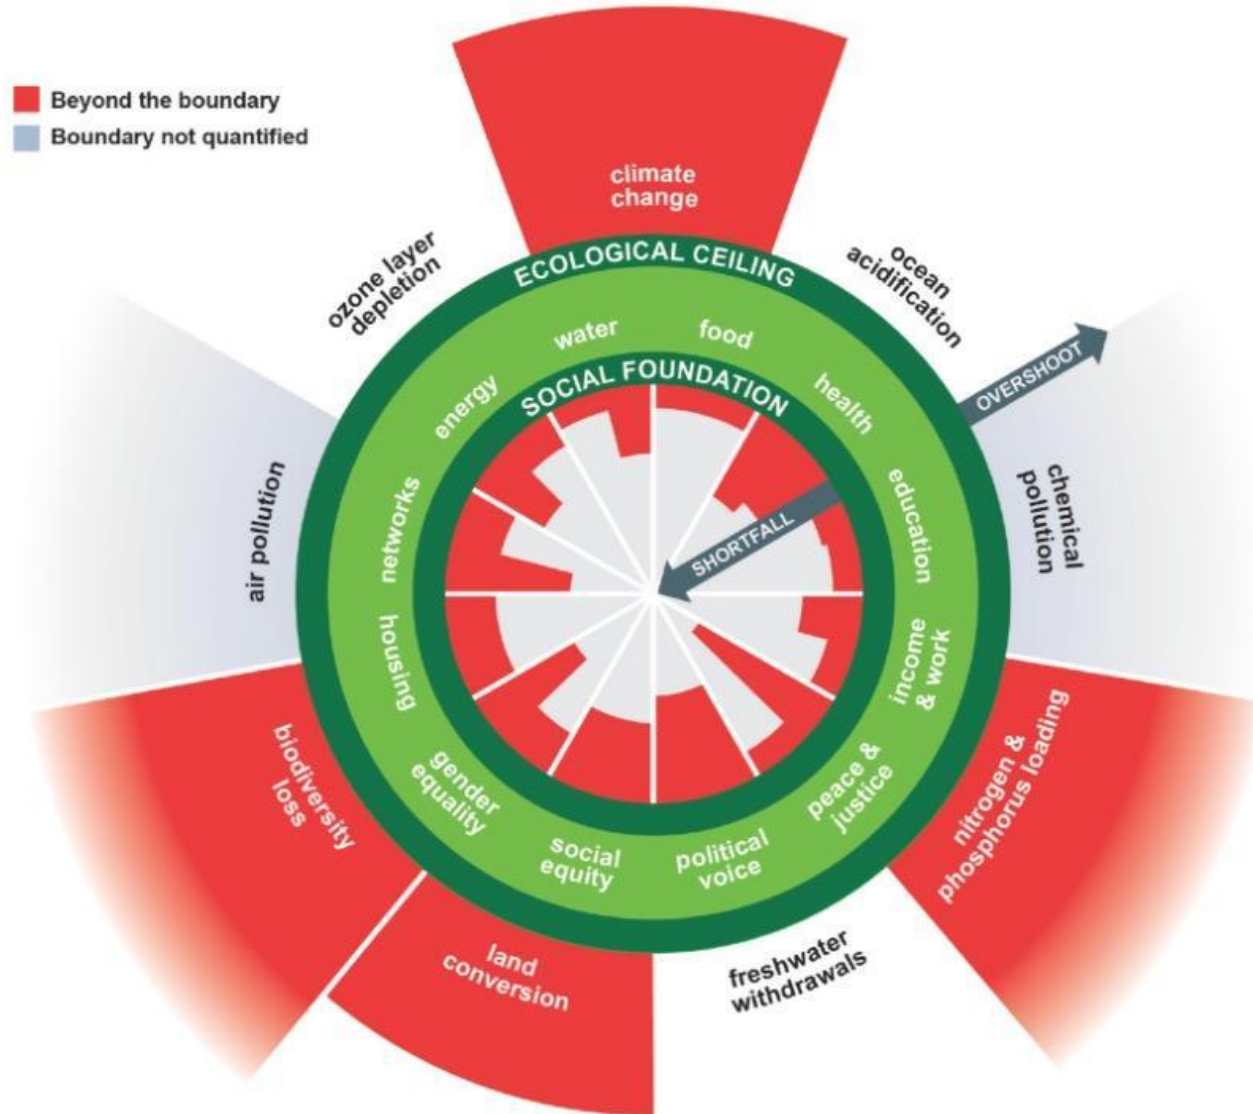 Beyond the boundary
Boundary not quantified
climate
change
ozone layer
depletion
ocean
acidification
ECOLOGICAL CEILING
water
food
energy
health
SOCIAL FOUNDATION
OVERSHOOT
SHORTFALL
networks
education
air pollution
chemical
pollution
housing
income
& work
biodiversity
loss
gender
equality
peace &
justice
nitrogen &
phosphorus loading
social
equity
political
voice
land
conversion
freshwater
withdrawals